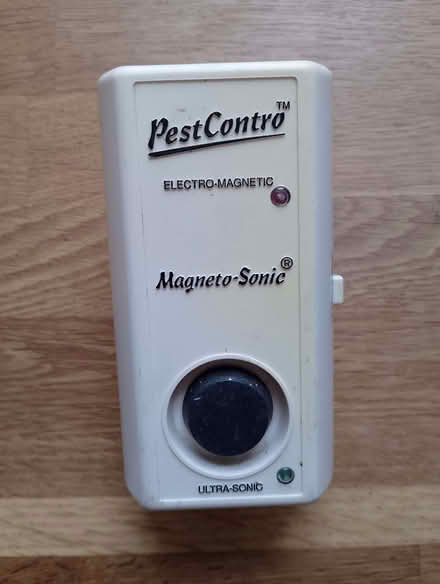 PestContro™
ELECTRO-MAGNETIC
Magneto-Sonic®
ULTRA-SONIC